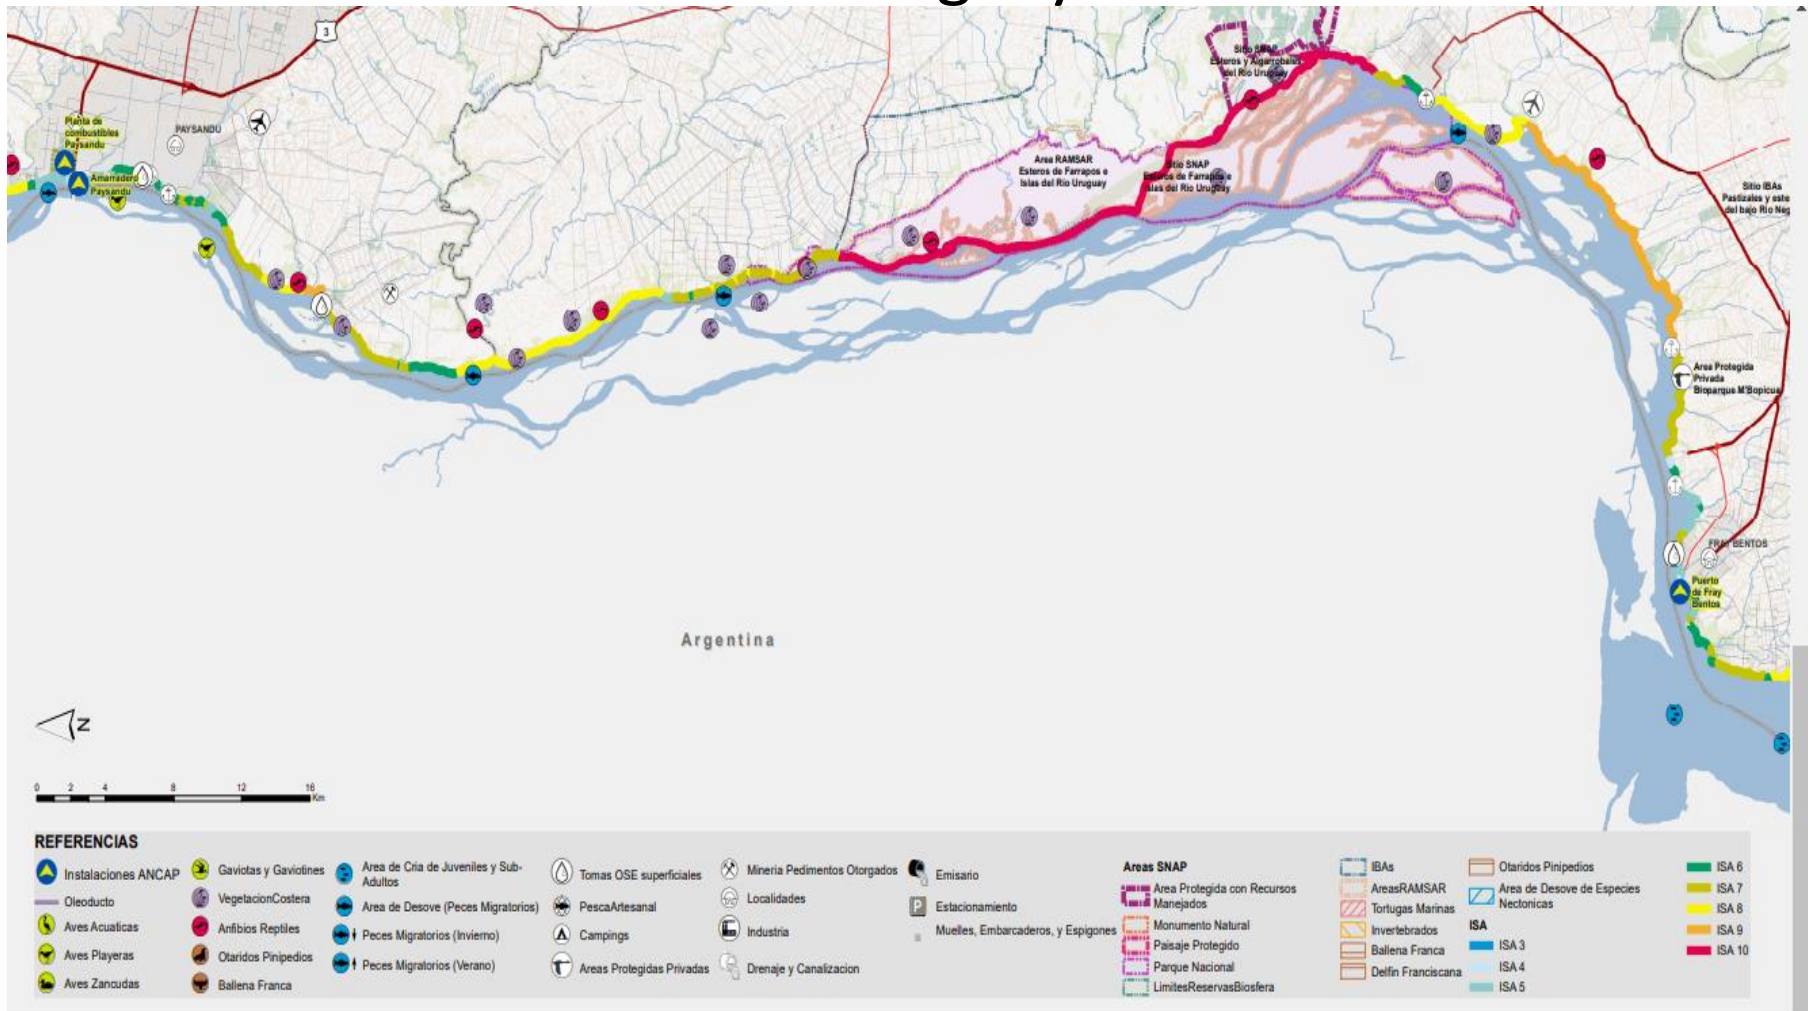 3
Planta de
combustibles
Paysandu
PAYSANDU
Amarradero
Paysandu
Sitio SNAP
Esteros y Algarrobales
del Rio Uruguay
Area RAMSAR
Esteros de Farrapos e
Islas del Rio Uruguay
Sitio SNAP
Esteros de Farrapos e
Islas del Rio Uruguay
Sitio IBAs
Pastizales y este
del bajo Rio Neg
Area Protegida
Privada
Bioparque M'Bopicua
FRAY BENTOS
Puerto
de Fray
Bentos
Argentina
N
0 2 4 8 12 16
Km
REFERENCIAS
Instalaciones ANCAP
Oleoducto
Aves Acuaticas
Aves Playeras
Aves Zancudas
Gaviotas y Gaviotines
VegetacionCostera
Anfibios Reptiles
Otaridos Pinipedios
Ballena Franca
Area de Cria de Juveniles y Sub-
Adultos
Area de Desove (Peces Migratorios)
Peces Migratorios (Invierno)
Peces Migratorios (Verano)
Tomas OSE superficiales
PescaArtesanal
Campings
Areas Protegidas Privadas
Mineria Pedimentos Otorgados
Localidades
Industria
Drenaje y Canalizacion
Emisario
P Estacionamiento
Muelles, Embarcaderos, y Espigones
Areas SNAP
Area Protegida con Recursos
Manejados
Monumento Natural
Paisaje Protegido
Parque Nacional
LimitesReservasBiosfera
IBAs
AreasRAMSAR
Tortugas Marinas
Invertebrados
Ballena Franca
Delfin Franciscana
Otaridos Pinipedios
Area de Desove de Especies
Nectonicas
ISA
ISA 3
ISA 4
ISA 5
ISA 6
ISA 7
ISA 8
ISA 9
ISA 10